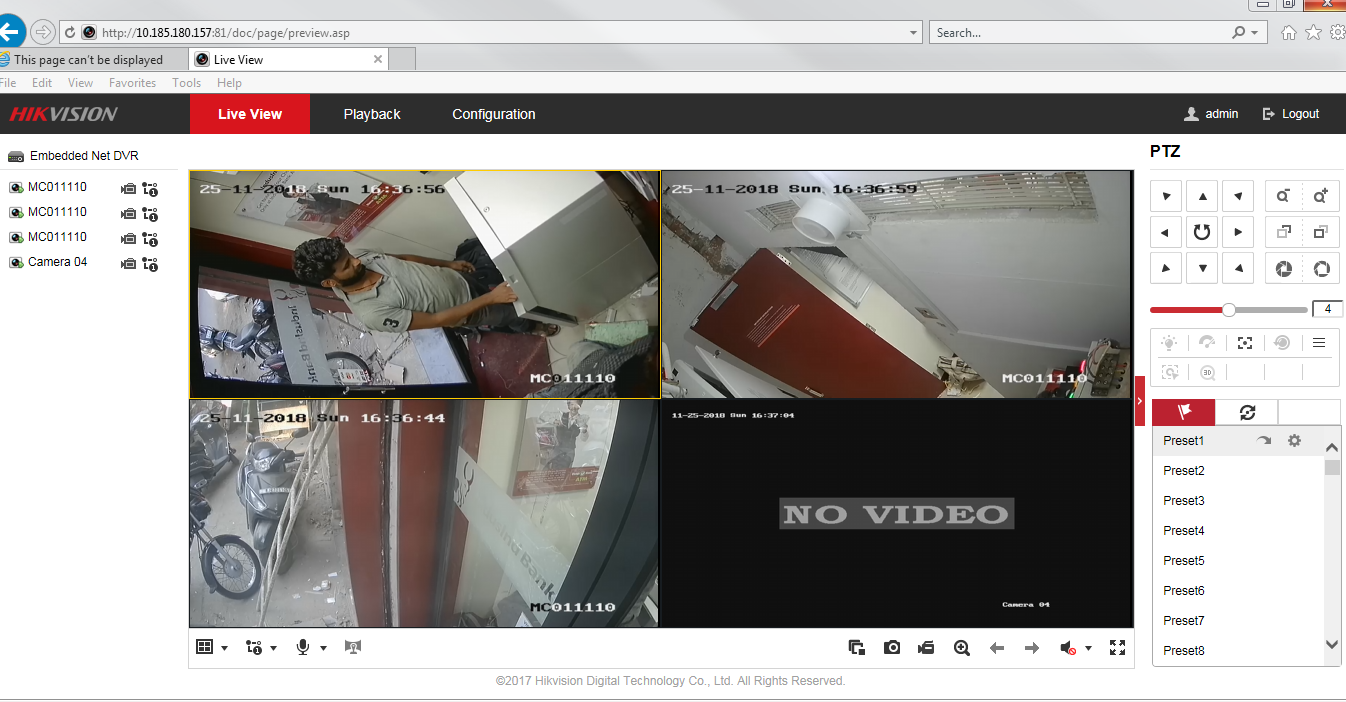 http://10.185.180.157:81/doc/page/preview.asp
Search...
This page can't be displayed
Live View
File Edit View Favorites Tools Help
HIKVISION
Live View
Playback
Configuration
admin
Logout
Embedded Net DVR
MC011110
MC011110
MC011110
Camera 04
25-11-2018 Sun 16:36:56
MC011110
25-11-2018 Sun 16:36:59
MC011110
25-11-2018 Sun 16:36:44
MC011110
11-25-2018 Sun 16:37:04
NO VIDEO
Camera 04
PTZ
4
3D
Preset1
Preset2
Preset3
Preset4
Preset5
Preset6
Preset7
Preset8
©2017 Hikvision Digital Technology Co., Ltd. All Rights Reserved.